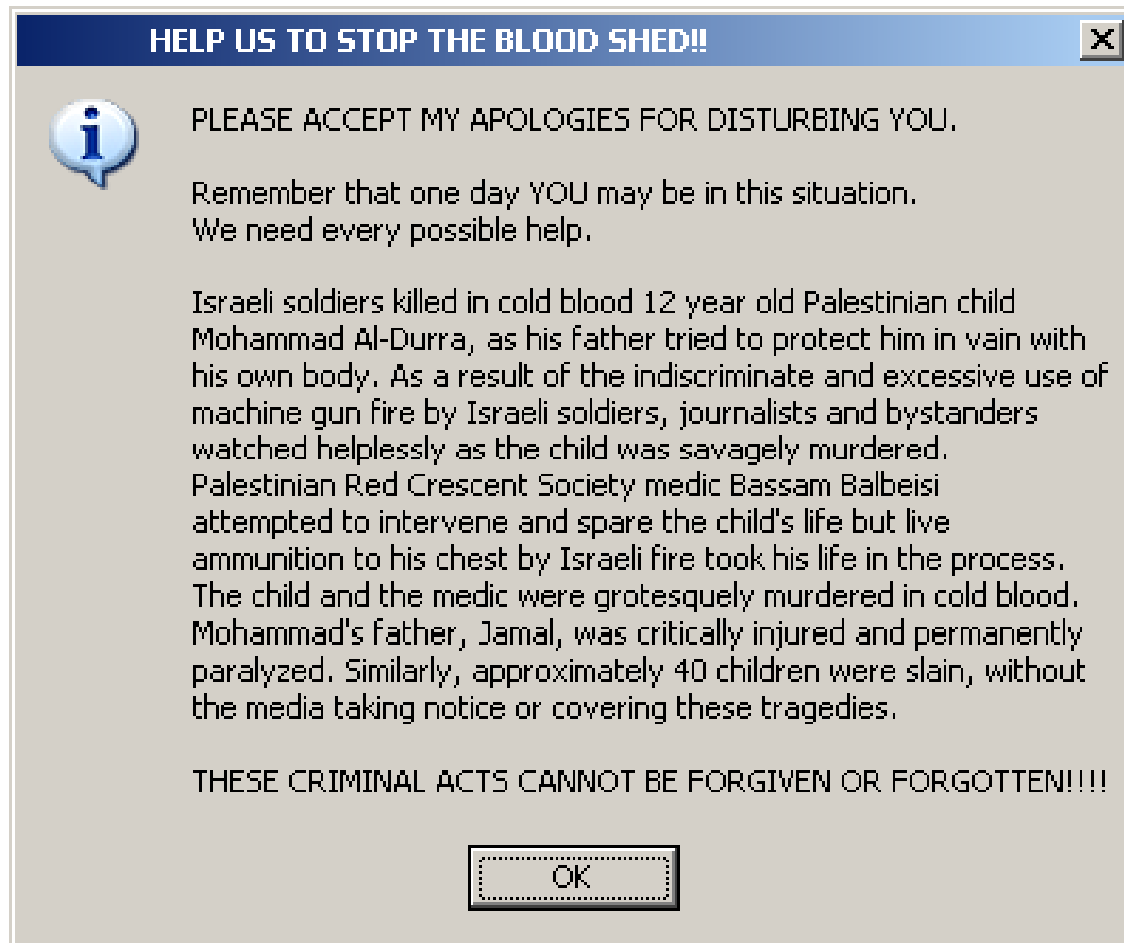 HELP US TO STOP THE BLOOD SHED!!
PLEASE ACCEPT MY APOLOGIES FOR DISTURBING YOU.
Remember that one day YOU may be in this situation.
We need every possible help.
Israeli soldiers killed in cold blood 12 year old Palestinian child
Mohammad Al-Durra, as his father tried to protect him in vain with
his own body. As a result of the indiscriminate and excessive use of
machine gun fire by Israeli soldiers, journalists and bystanders
watched helplessly as the child was savagely murdered.
Palestinian Red Crescent Society medic Bassam Balbeisi
attempted to intervene and spare the child's life but live
ammunition to his chest by Israeli fire took his life in the process.
The child and the medic were grotesquely murdered in cold blood.
Mohammad's father, Jamal, was critically injured and permanently
paralyzed. Similarly, approximately 40 children were slain, without
the media taking notice or covering these tragedies.
THESE CRIMINAL ACTS CANNOT BE FORGIVEN OR FORGOTTEN!!!!
OK